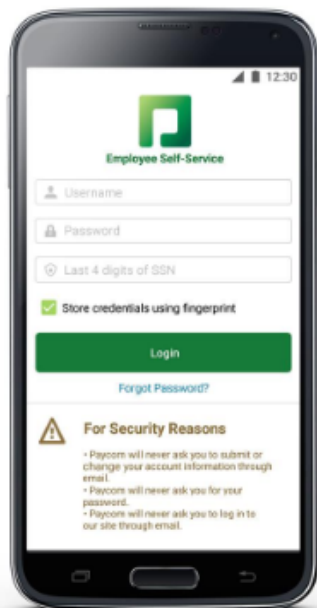 12:30
Employee Self-Service
Username
Password
Last 4 digits of SSN
Store credentials using fingerprint
Login
Forgot Password?
For Security Reasons
• Paycom will never ask you to submit or
change your account information through
email.
• Paycom will never ask you for your
password.
• Paycom will never ask you to log in to
our site through email.